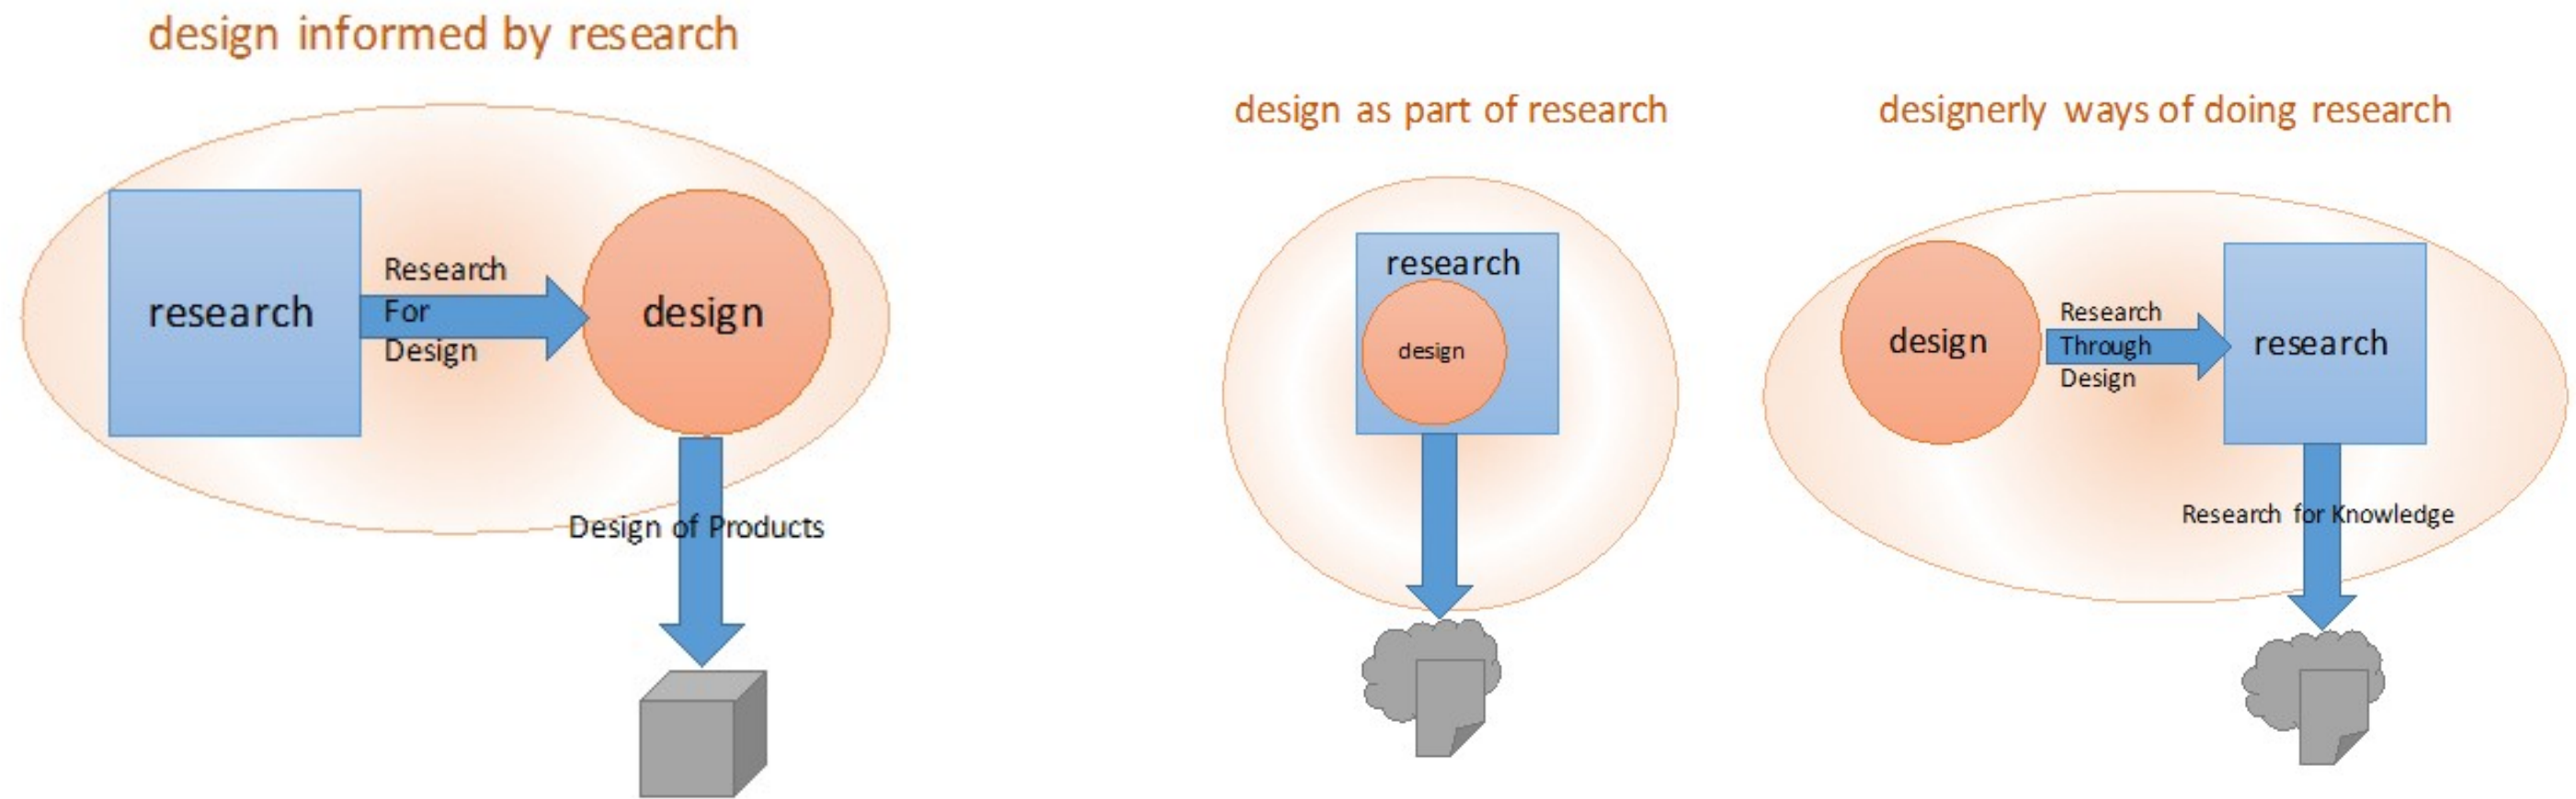 design informed by research
research
Research
For
Design
design
Design of Products
design as part of research
research
design
designerly ways of doing research
design
Research
Through
Design
research
Research for Knowledge